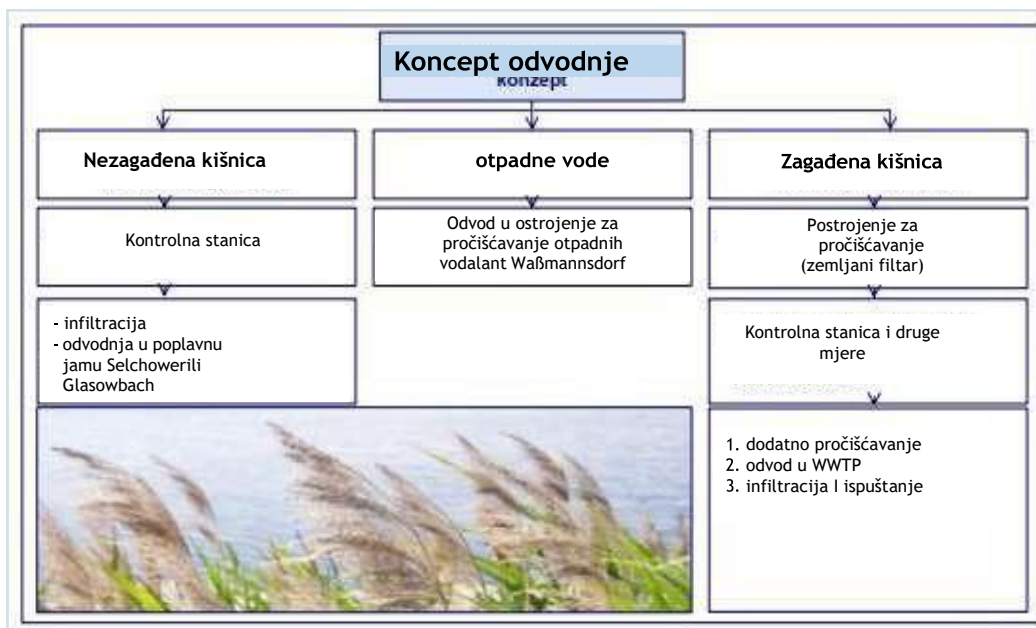 Koncept odvodnje
konzept
Nezagađena kišnica
otpadne vode
Zagađena kišnica
Kontrolna stanica
Odvod u ostrojenje za
pročišćavanje otpadnih
vodalant Waßmannsdorf
Postrojenje za
pročišćavanje
(zemljani filtar)
- infiltracija
- odvodnja u poplavnu
jamu Selchowerili
Glasowbach
Kontrolna stanica i druge
mjere
1. dodatno pročišćavanje
2. odvod u WWTP
3. infiltracija I ispuštanje